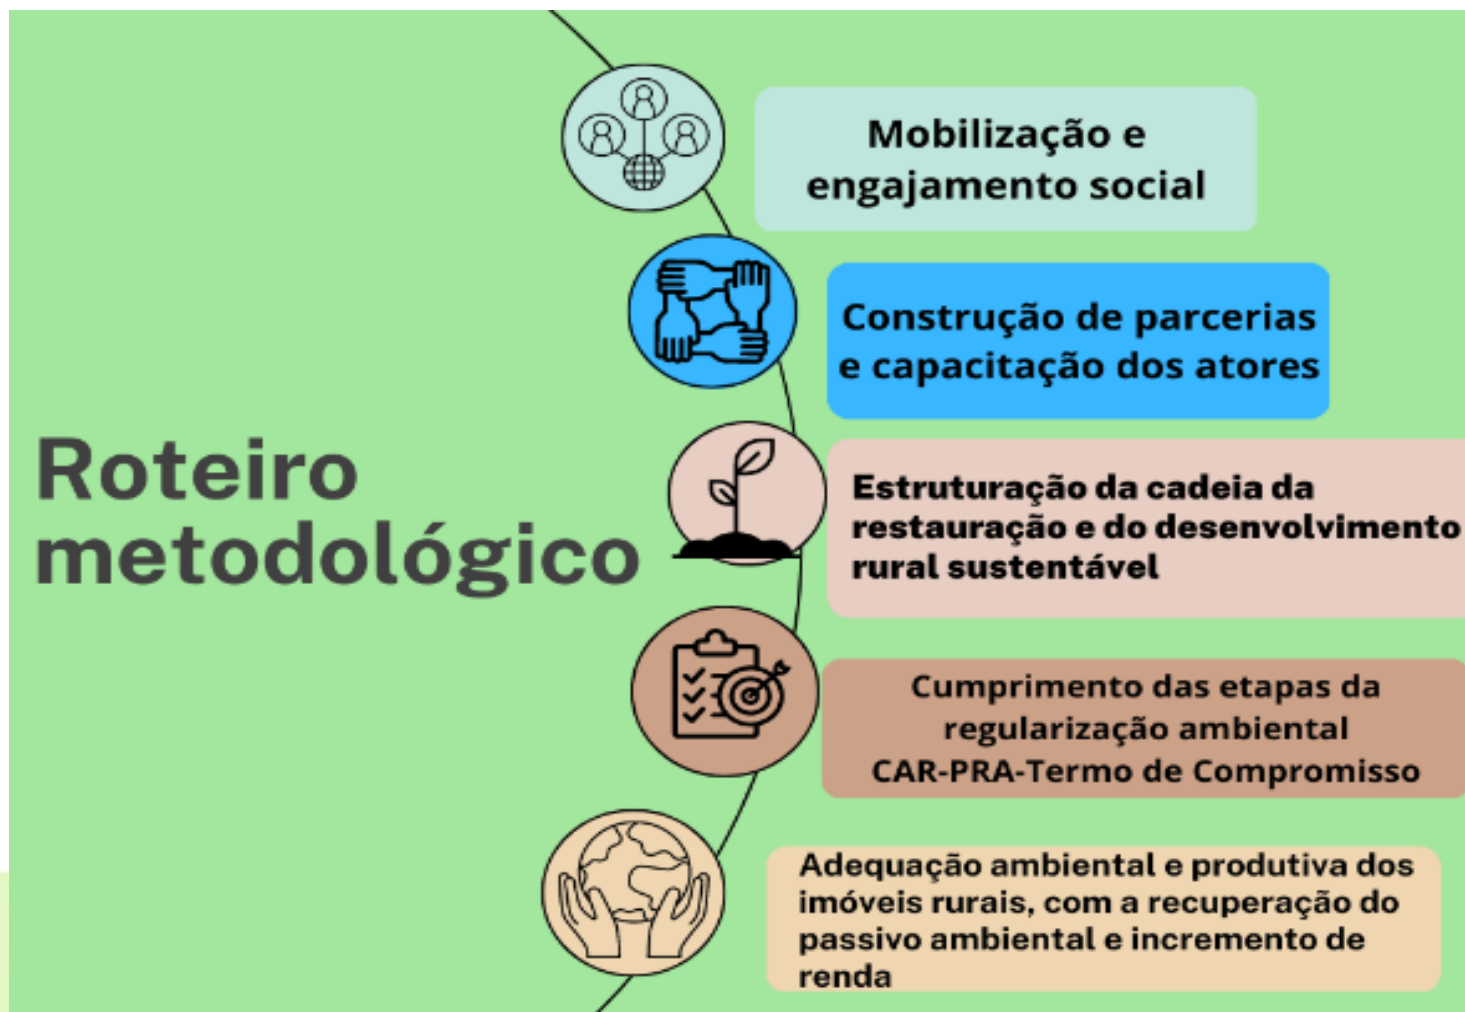 Roteiro
metodológico
Mobilização e
engajamento social
Construção de parcerias
e capacitação dos atores
Estruturação da cadeia da
restauração e do desenvolvimento
rural sustentável
Cumprimento das etapas da
regularização ambiental
CAR-PRA-Termo de Compromisso
Adequação ambiental e produtiva dos
imóveis rurais, com a recuperação do
passivo ambiental e incremento de
renda